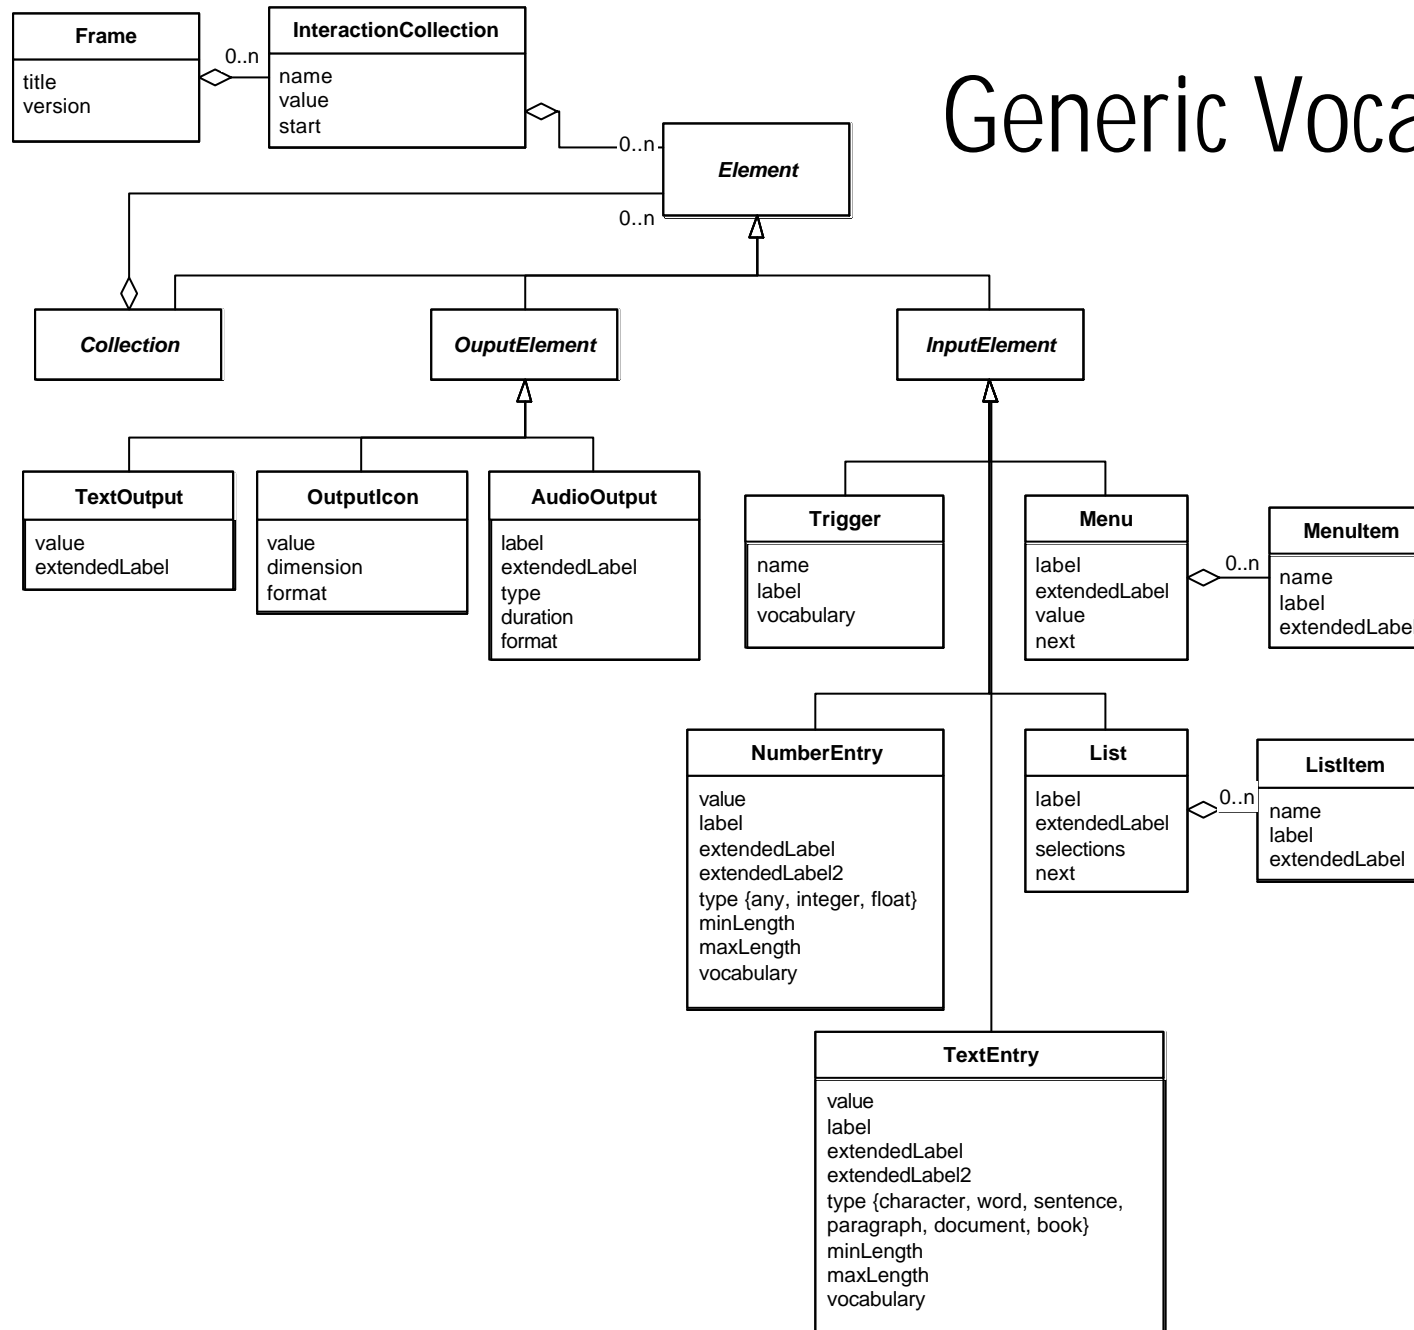 Frame
title
version
0..n
InteractionCollection
name
value
start
Generic Voca
0..n
Element
0..n
Collection
OuputElement
InputElement
TextOutput
value
extendedLabel
OutputIcon
value
dimension
format
AudioOutput
label
extendedLabel
type
duration
format
Trigger
name
label
vocabulary
Menu
label
extendedLabel
value
next
0..n
MenuItem
name
label
extendedLabel
NumberEntry
value
label
extendedLabel
extendedLabel2
type {any, integer, float}
minLength
maxLength
vocabulary
List
label
extendedLabel
selections
next
0..n
ListItem
name
label
extendedLabel
TextEntry
value
label
extendedLabel
extendedLabel2
type {character, word, sentence,
paragraph, document, book}
minLength
maxLength
vocabulary